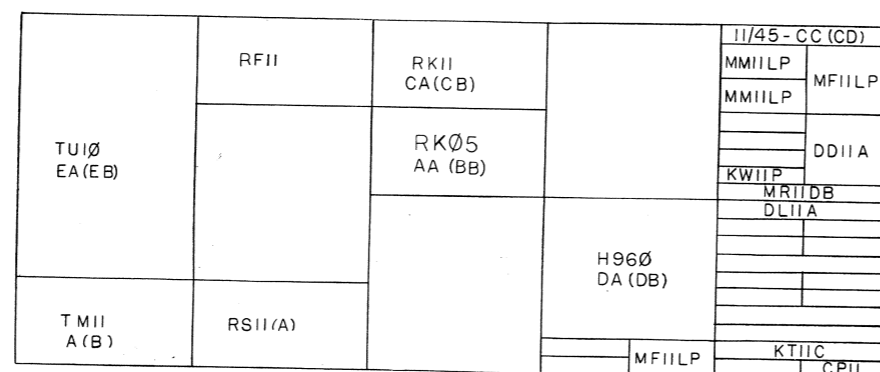 TU1Ø
EA(EB)
TM11
A(B)
RF11
RS11(A)
RK11
CA(CB)
RKØ5
AA (BB)
H96Ø
DA(DB)
MF11LP
11/45-CC(CD)
MM11LP
MM11LP
MF11LP
DD11A
KW11P
MR11DB
DL11A
KT11C
CPU